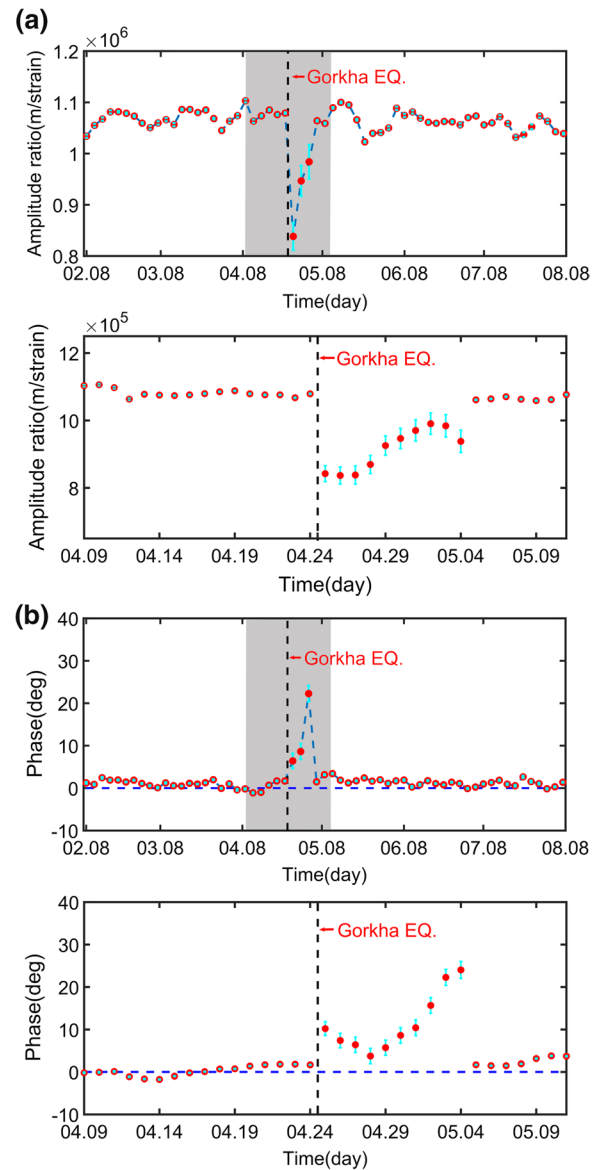 (a)
×10⁶
1.2
1.1
1
0.9
0.8
Amplitude ratio(m/strain)
Gorkha EQ.
02.08 03.08 04.08 05.08 06.08 07.08 08.08
Time(day)
×10⁵
12
10
8
Amplitude ratio(m/strain)
Gorkha EQ.
04.09 04.14 04.19 04.24 04.29 05.04 05.09
Time(day)
(b)
40
30
20
10
0
-10
Phase(deg)
Gorkha EQ.
02.08 03.08 04.08 05.08 06.08 07.08 08.08
Time(day)
40
30
20
10
0
-10
Phase(deg)
Gorkha EQ.
04.09 04.14 04.19 04.24 04.29 05.04 05.09
Time(day)